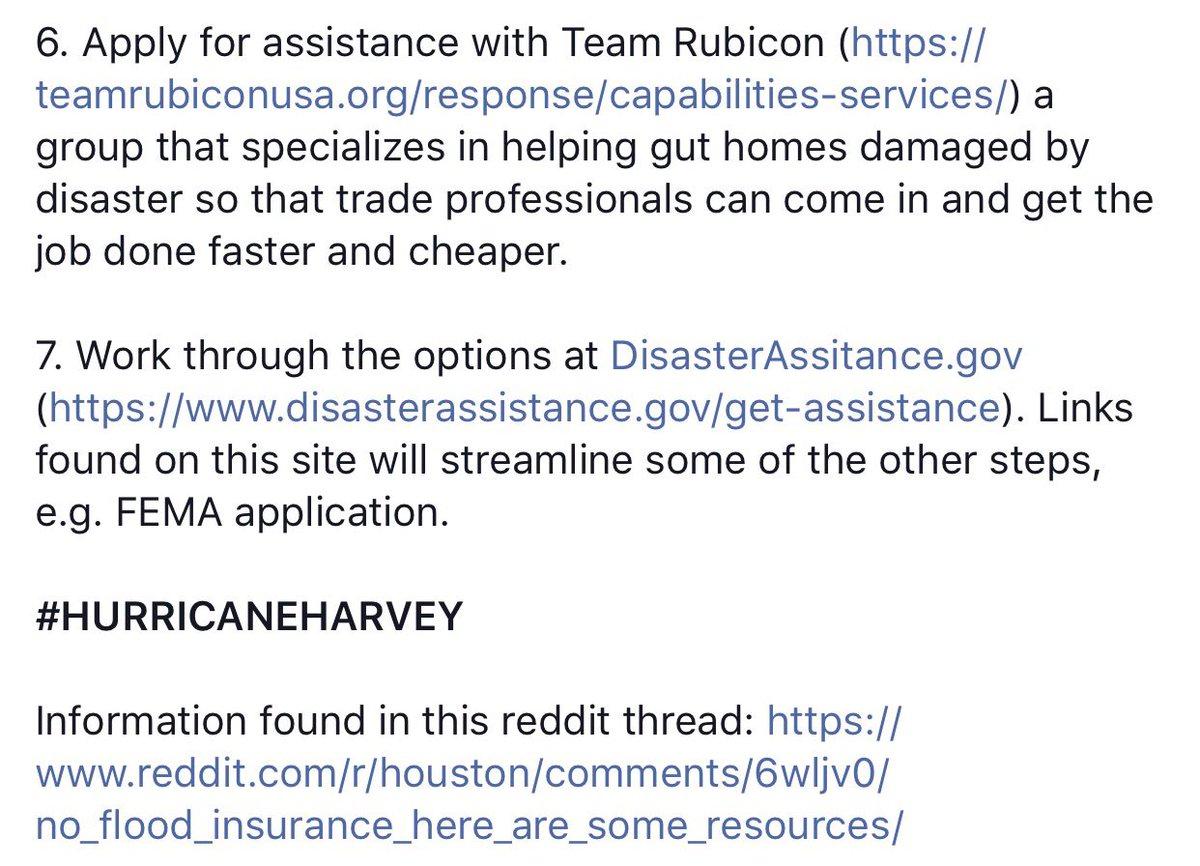 6. Apply for assistance with Team Rubicon (https://
teamrubiconusa.org/response/capabilities-services/) a
group that specializes in helping gut homes damaged by
disaster so that trade professionals can come in and get the
job done faster and cheaper.
7. Work through the options at DisasterAssitance.gov
(https://www.disasterassistance.gov/get-assistance). Links
found on this site will streamline some of the other steps,
e.g. FEMA application.
#HURRICANEHARVEY
Information found in this reddit thread: https://
www.reddit.com/r/houston/comments/6wljv0/
no_flood_insurance_here_are_some_resources/